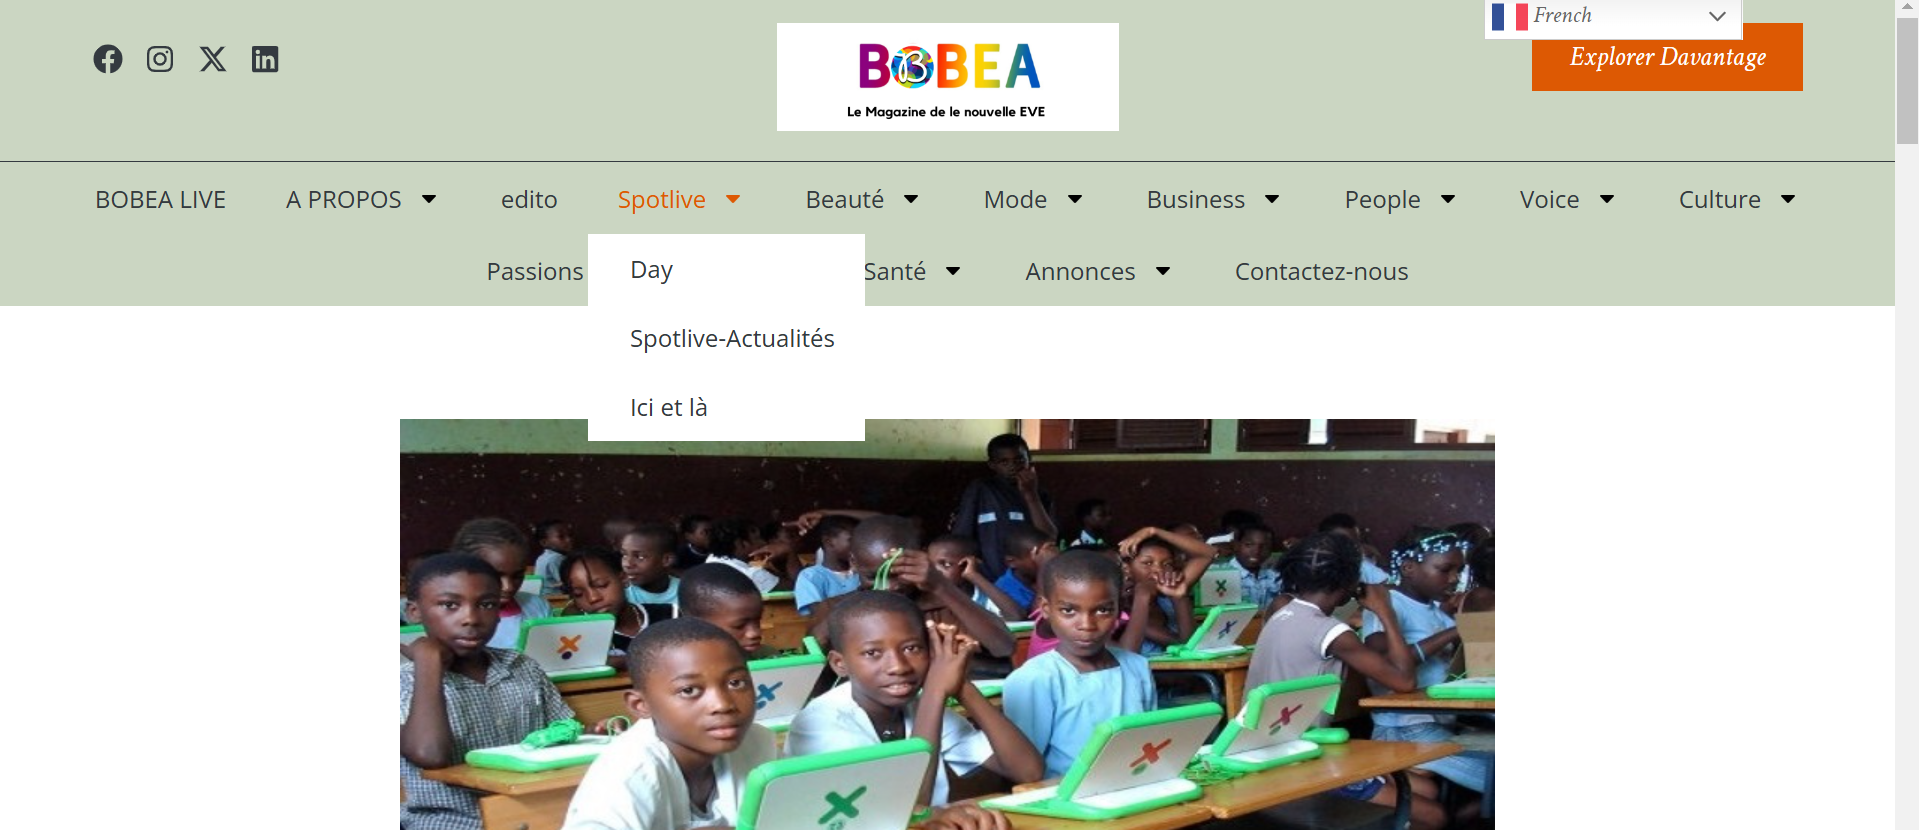 French
Explorer Davantage
BOBEA
Le Magazine de le nouvelle EVE
BOBEA LIVE
A PROPOS
edito
Spotlive
Beauté
Mode
Business
People
Voice
Culture
Passions
Santé
Annonces
Contactez-nous
Day
Spotlive-Actualités
Ici et là